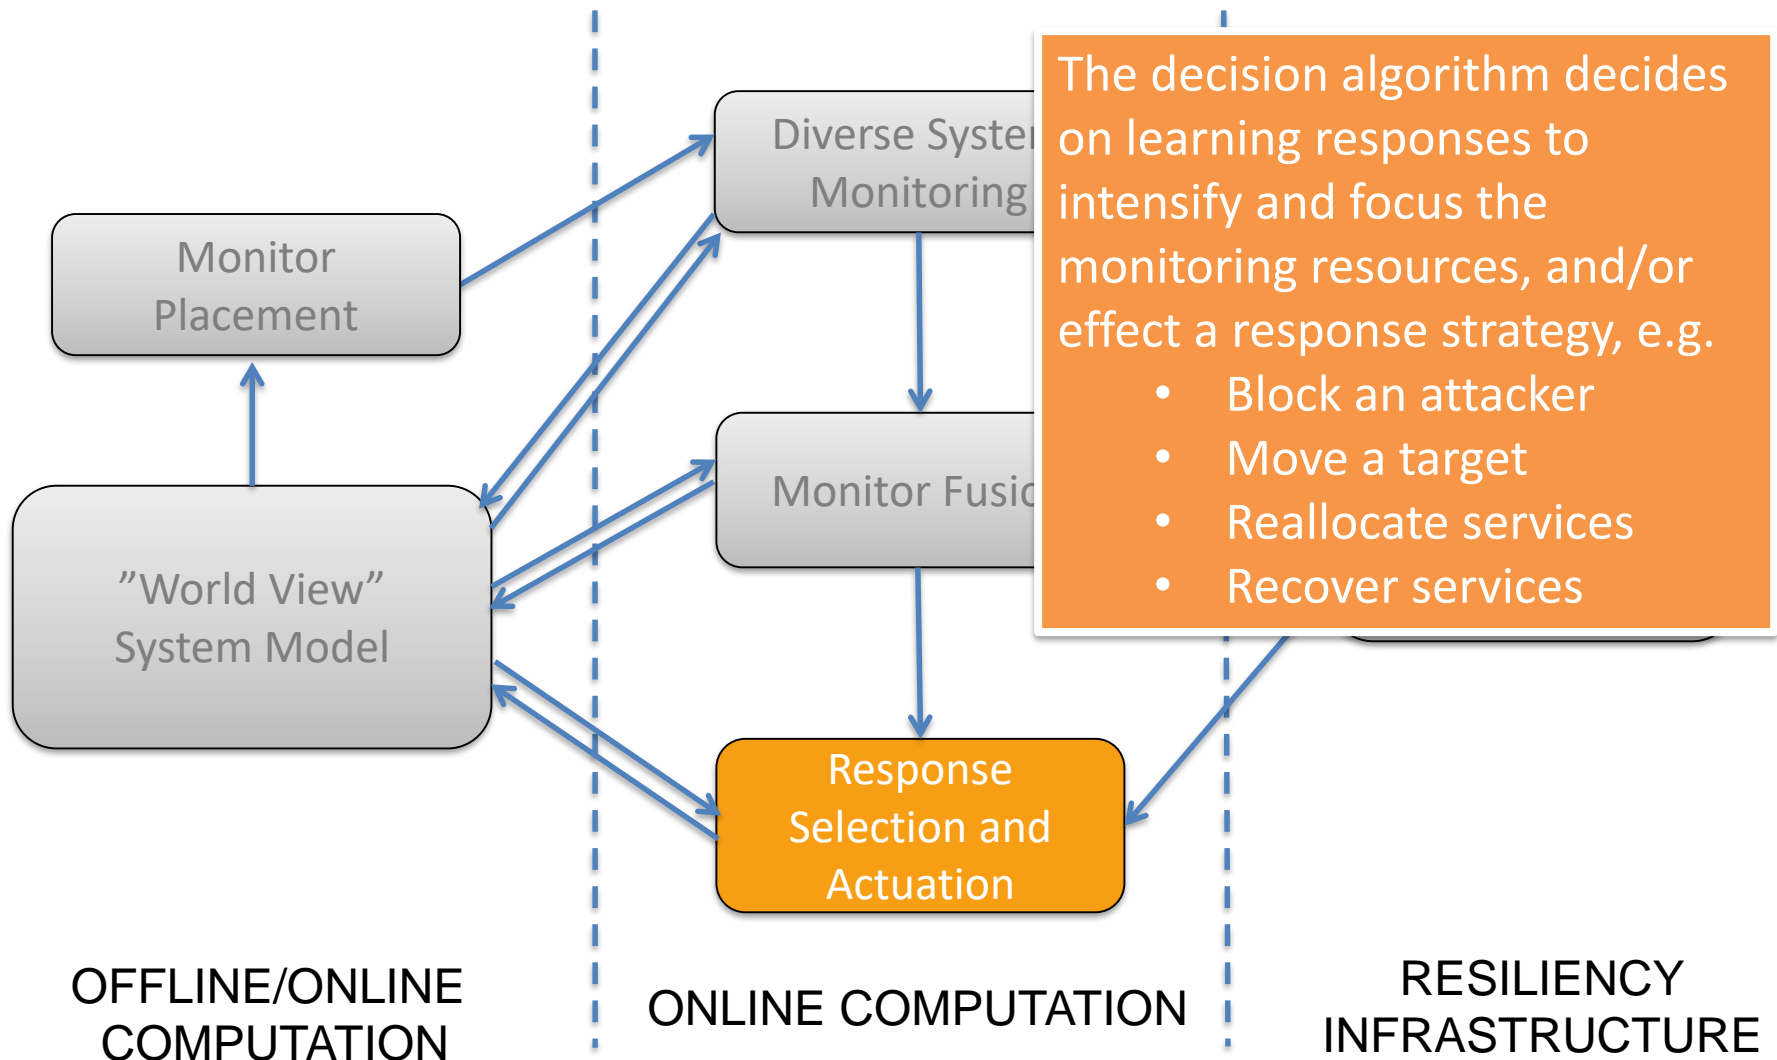 Monitor
Placement
”World View”
System Model
OFFLINE/ONLINE
COMPUTATION
Monitoring
Monitor
Diverse
Response
Selection and
Actuation
ONLINE COMPUTATION
The decision algorithm decides
on learning responses to
intensify and focus the
monitoring resources, and/or
effect a response strategy, e.g.
• Block an attacker
• Move a target
• Reallocate services
• Recover services
RESILIENCY
INFRASTRUCTURE